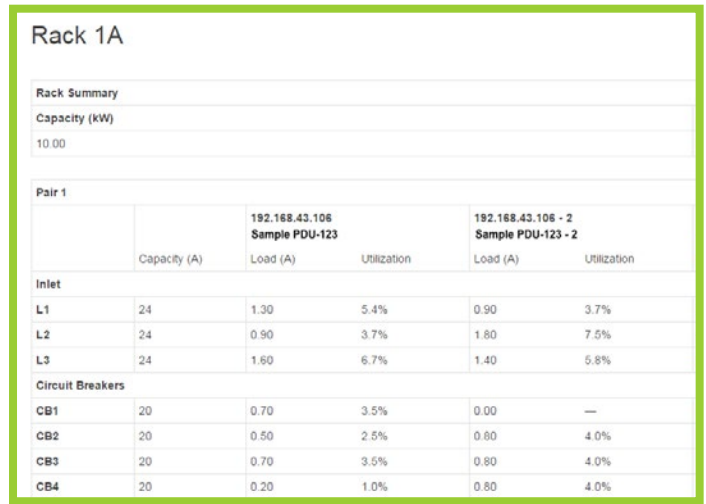 Rack 1A
Rack Summary
Capacity (kW)
10.00
Pair 1
192.168.43.106 192.168.43.106 - 2
Sample PDU-123 Sample PDU-123 - 2
Capacity (A) Load (A) Utilization Load (A) Utilization
Inlet
L1 24 1.30 5.4% 0.90 3.7%
L2 24 0.90 3.7% 1.80 7.5%
L3 24 1.60 6.7% 1.40 5.8%
Circuit Breakers
CB1 20 0.70 3.5% 0.00 —
CB2 20 0.50 2.5% 0.80 4.0%
CB3 20 0.70 3.5% 0.80 4.0%
CB4 20 0.20 1.0% 0.80 4.0%